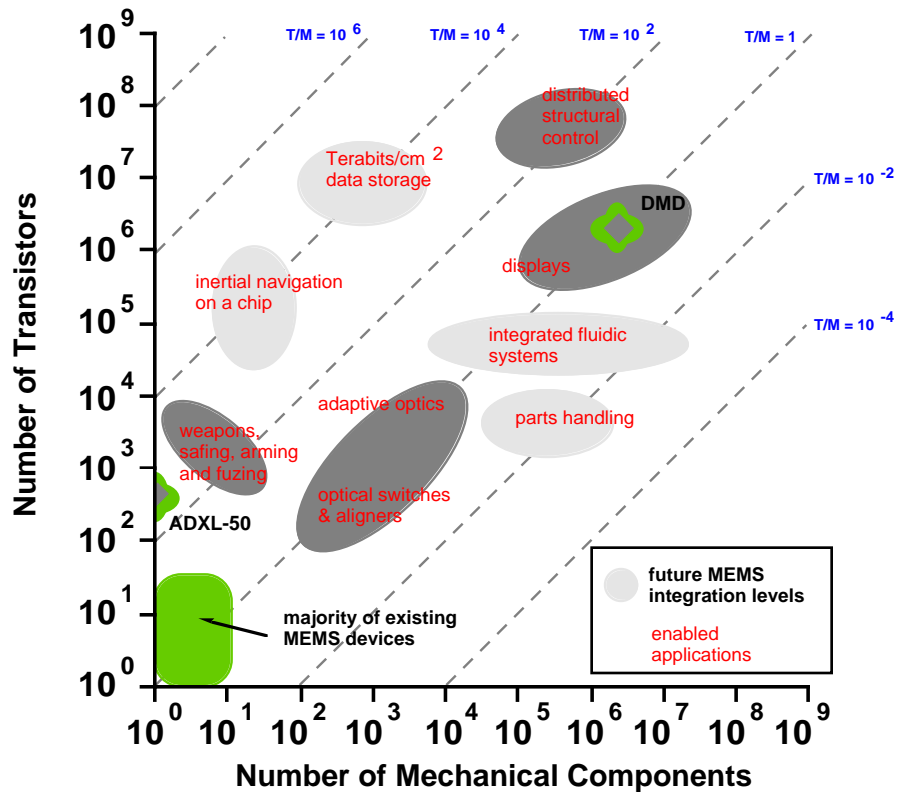 T/M = 10 6
T/M = 10 4
T/M = 10 2
T/M = 1
T/M = 10 -2
T/M = 10 -4
Number of Transistors
10 9
10 8
10 7
10 6
10 5
10 4
10 3
10 2
10 1
10 0
distributed
structural
control
Terabits/cm 2
data storage
DMD
displays
inertial navigation
on a chip
integrated fluidic
systems
adaptive optics
parts handling
weapons,
safing, arming
and fuzing
optical switches
& aligners
ADXL-50
majority of existing
MEMS devices
future MEMS
integration levels
enabled
applications
10 0 10 1 10 2 10 3 10 4 10 5 10 6 10 7 10 8 10 9
Number of Mechanical Components